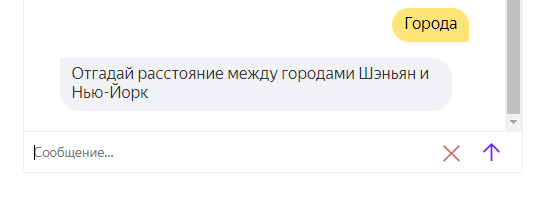 Города
Отгадай расстояние между городами Шэньян и
Нью-Йорк
Сообщение...